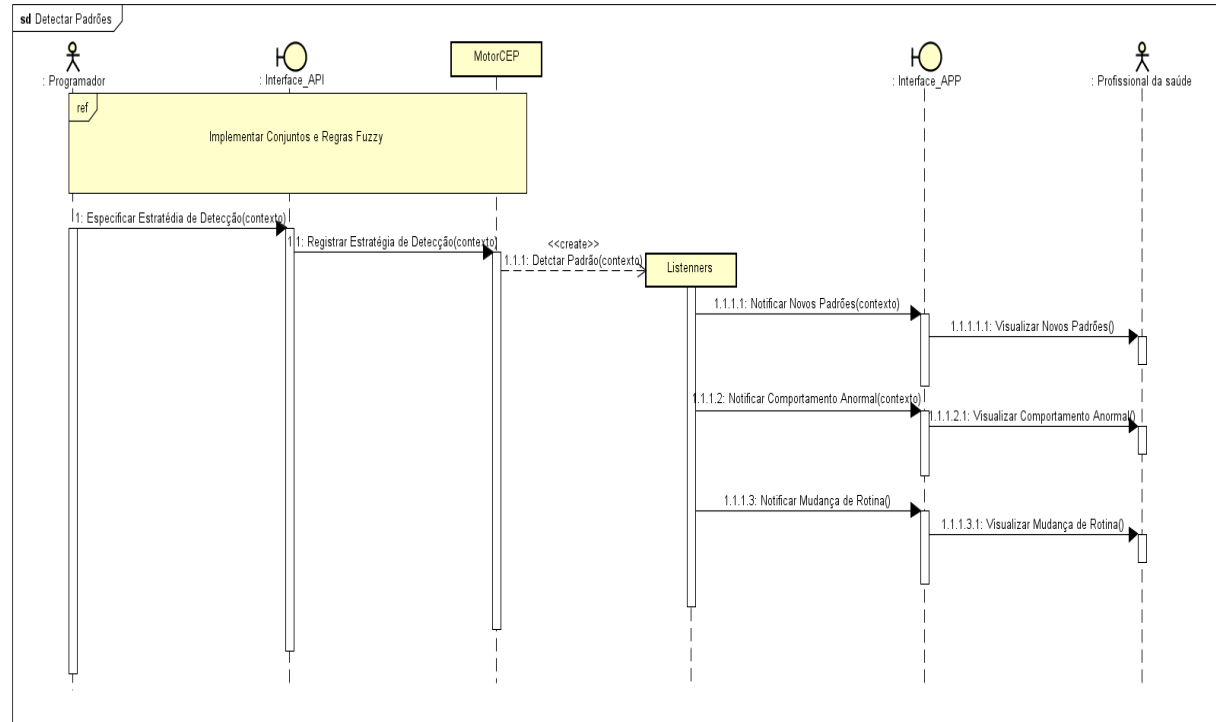 sd Detectar Padrões
: Programador
: Interface_API
MotorCEP
: Interface_APP
: Profissional da saúde
ref
Implementar Conjuntos e Regras Fuzzy
1: Especificar Estratédia de Detecção(contexto)
1.1: Registrar Estratégia de Detecção(contexto)
<<create>>
1.1.1: Detctar Padrão(contexto)
Listenners
1.1.1.1: Notificar Novos Padrões(contexto)
1.1.1.1.1: Visualizar Novos Padrões()
1.1.1.2: Notificar Comportamento Anormal(contexto)
1.1.1.2.1: Visualizar Comportamento Anormal()
1.1.1.3: Notificar Mudança de Rotina()
1.1.1.3.1: Visualizar Mudança de Rotina()